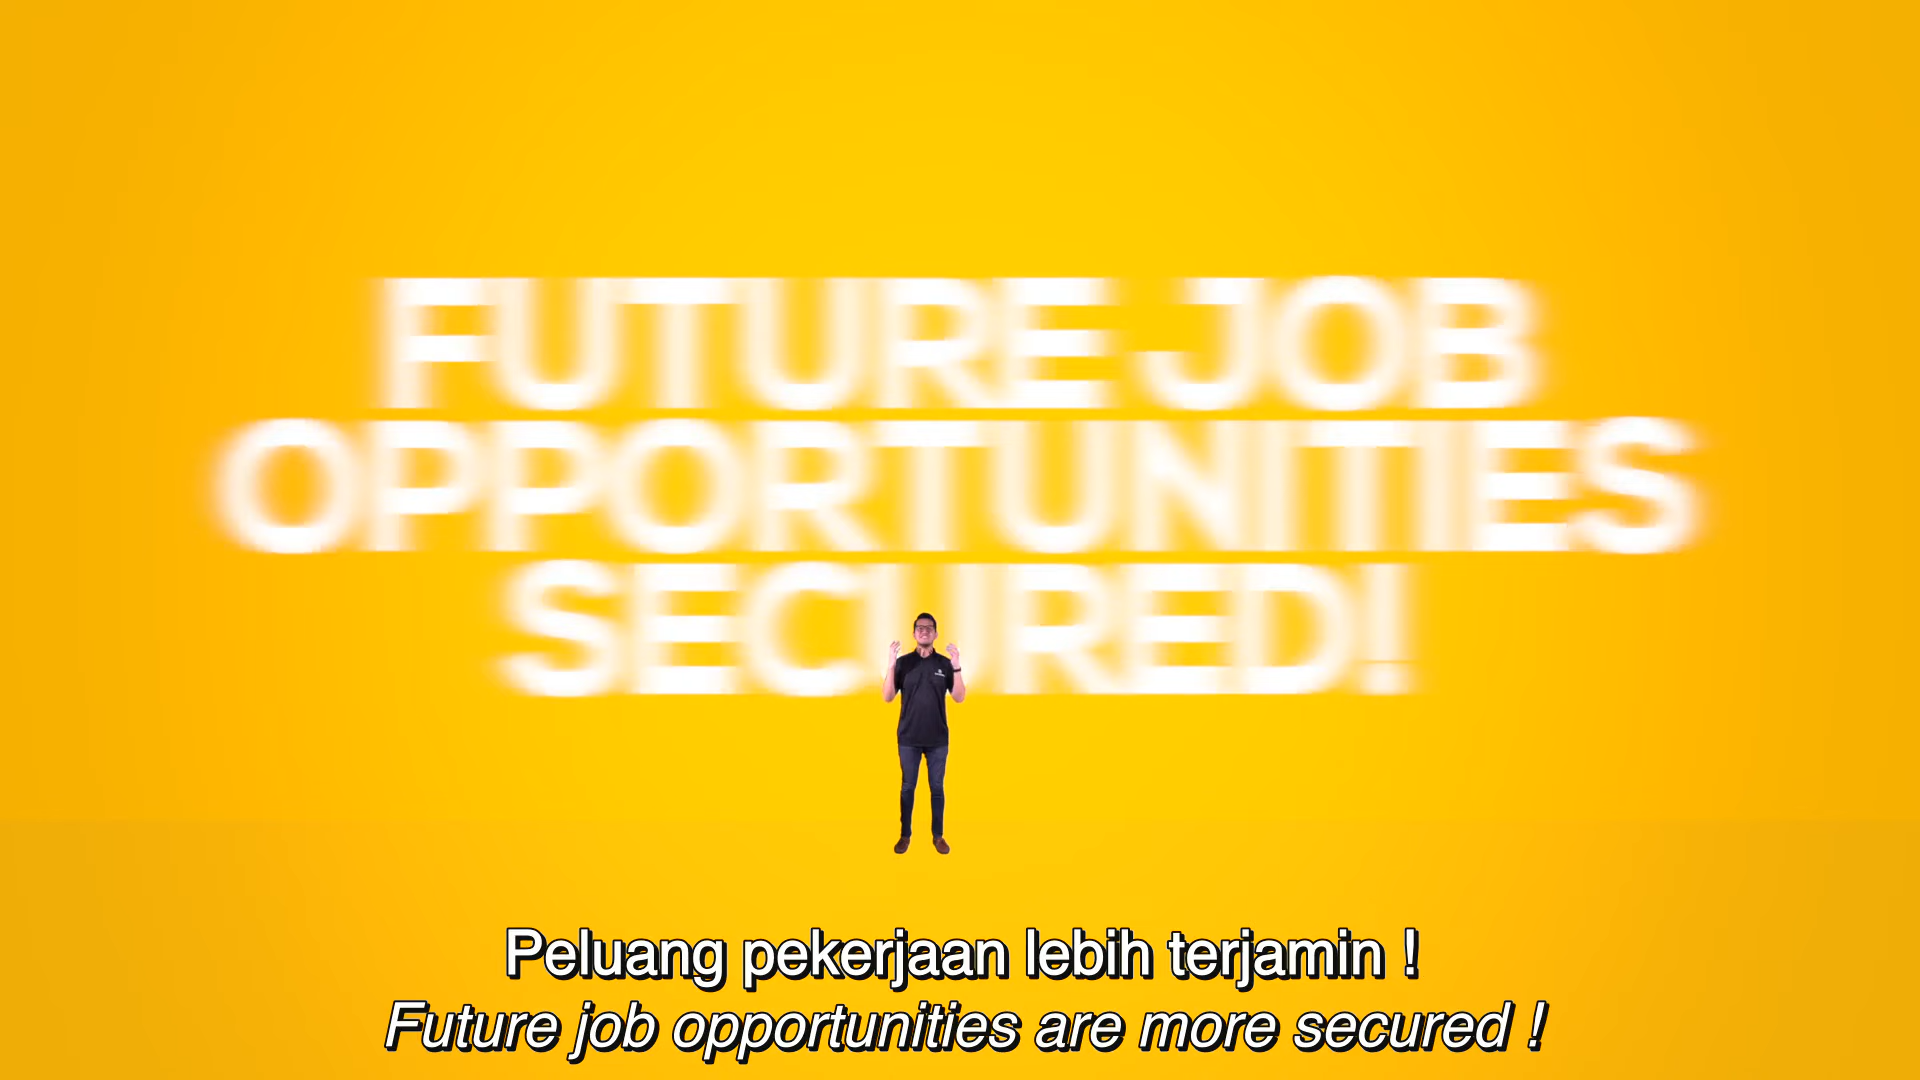 FUTURE JOB
OPPORTUNITIES
SECURED!
Peluang pekerjaan lebih terjamin !
Future job opportunities are more secured !